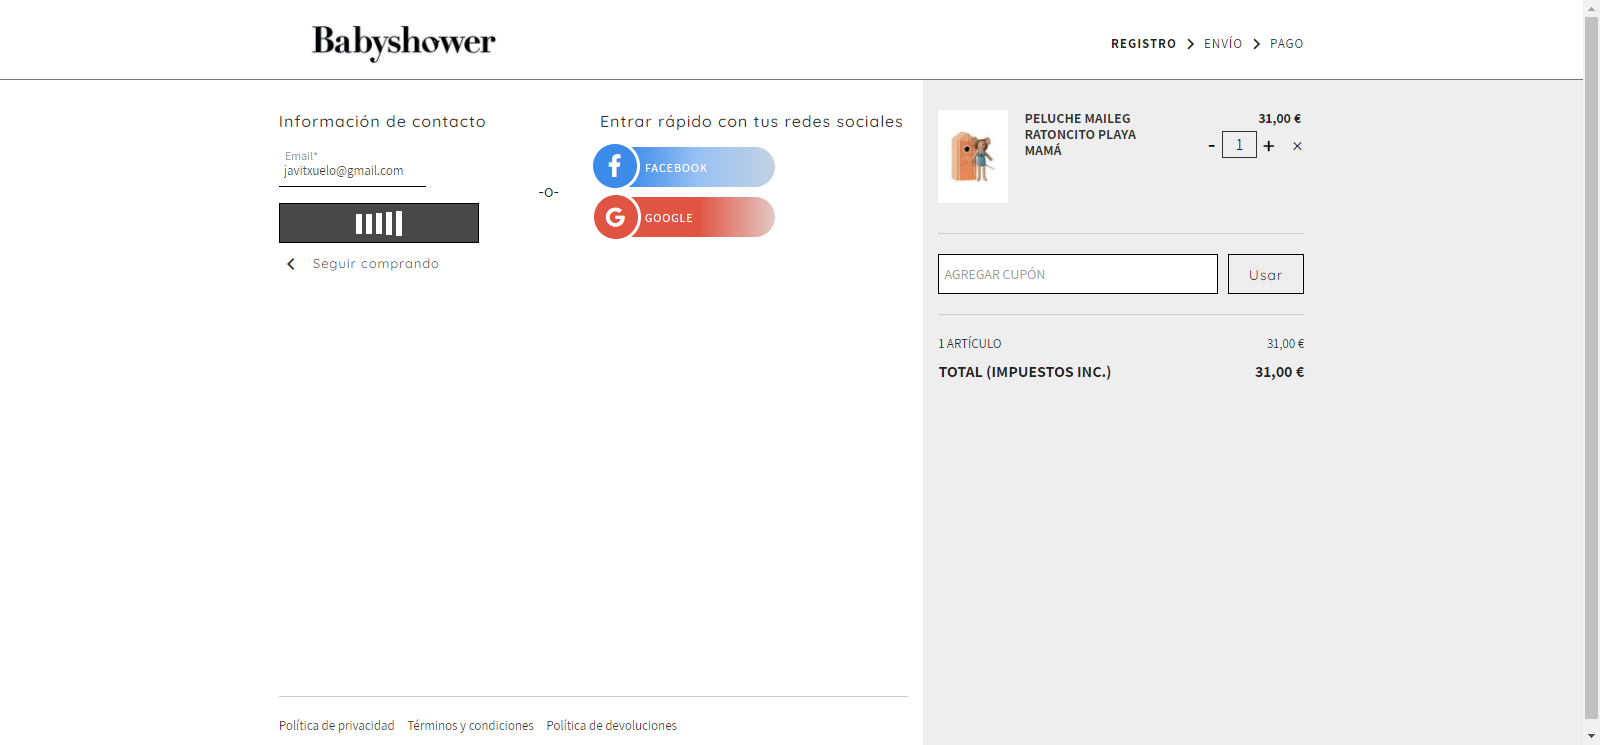 Babyshower
REGISTRO > ENVÍO > PAGO
Información de contacto
Email*
javitxuelo@gmail.com
< Seguir comprando
-O-
Entrar rápido con tus redes sociales
FACEBOOK
GOOGLE
PELUCHE MAILEG
RATONCITO PLAYA
MAMÁ
31,00 €
- 1 + ×
AGREGAR CUPÓN
Usar
1 ARTÍCULO 31,00 €
TOTAL (IMPUESTOS INC.) 31,00 €
Política de privacidad Términos y condiciones Política de devoluciones